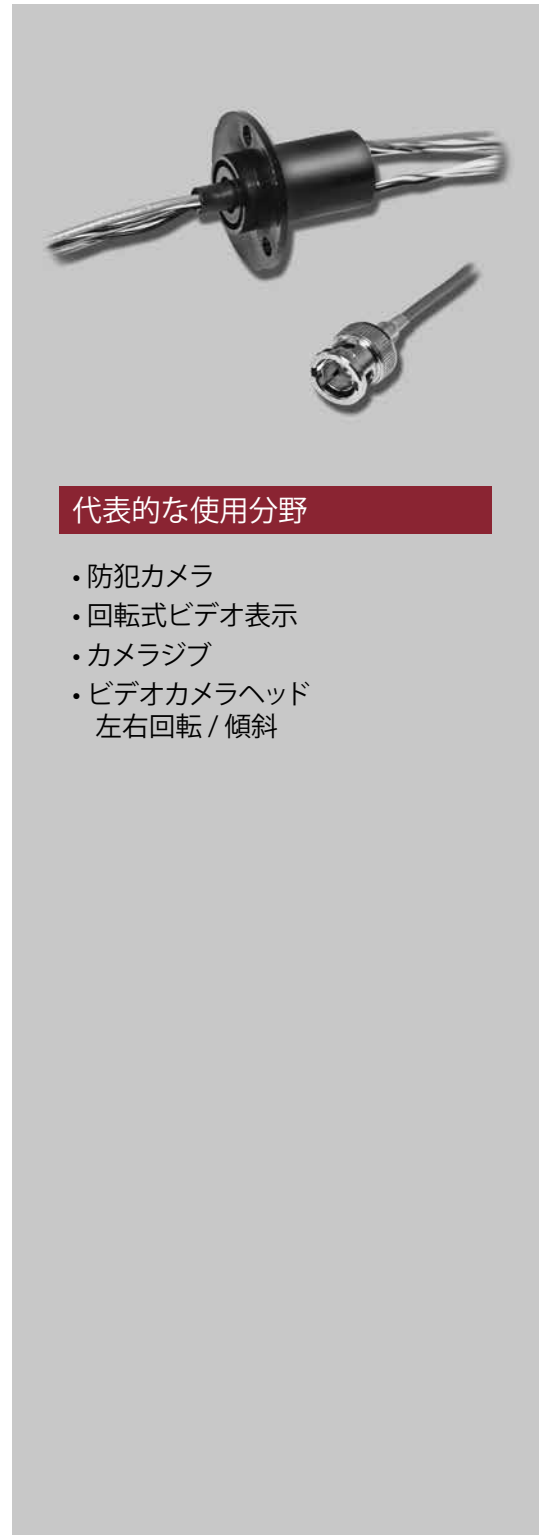 代表的な使用分野
• 防犯カメラ
• 回転式ビデオ表示
• カメラジブ
• ビデオカメラヘッド
左右回転 / 傾斜